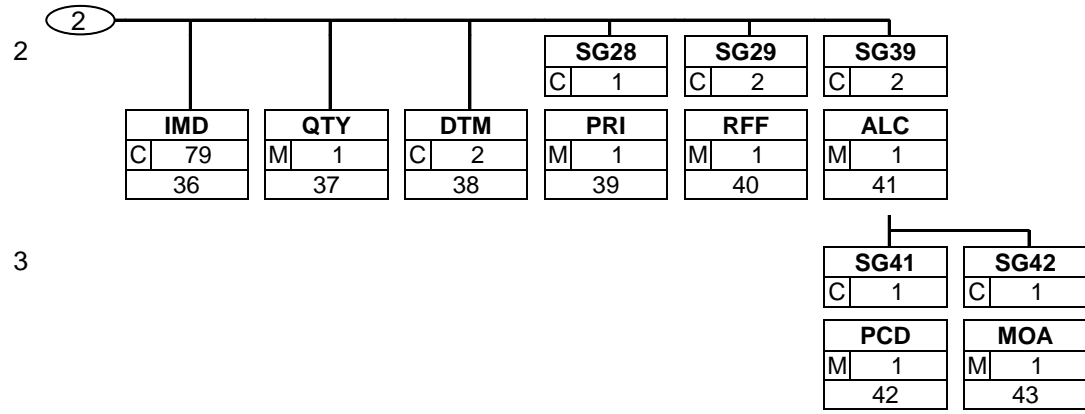 2
2
SG28 SG29 SG39
C 1 C 2 C 2
IMD QTY DTM PRI RFF ALC
C 79 M 1 C 2 M 1 M 1 M 1
36 37 38 39 40 41
3
SG41 SG42
C 1 C 1
PCD MOA
M 1 M 1
42 43